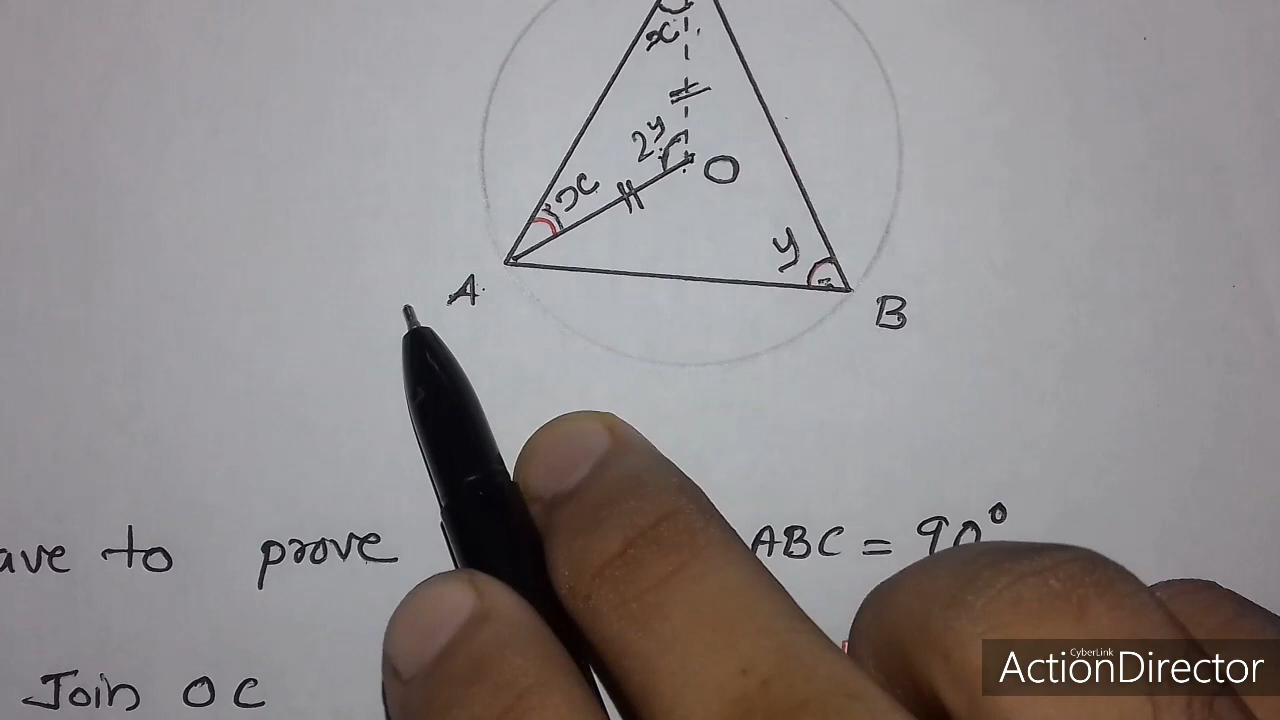 x
2y
x
O
y
A
B
ave to prove ABC = 90°
Join OC
CyberLink
ActionDirector